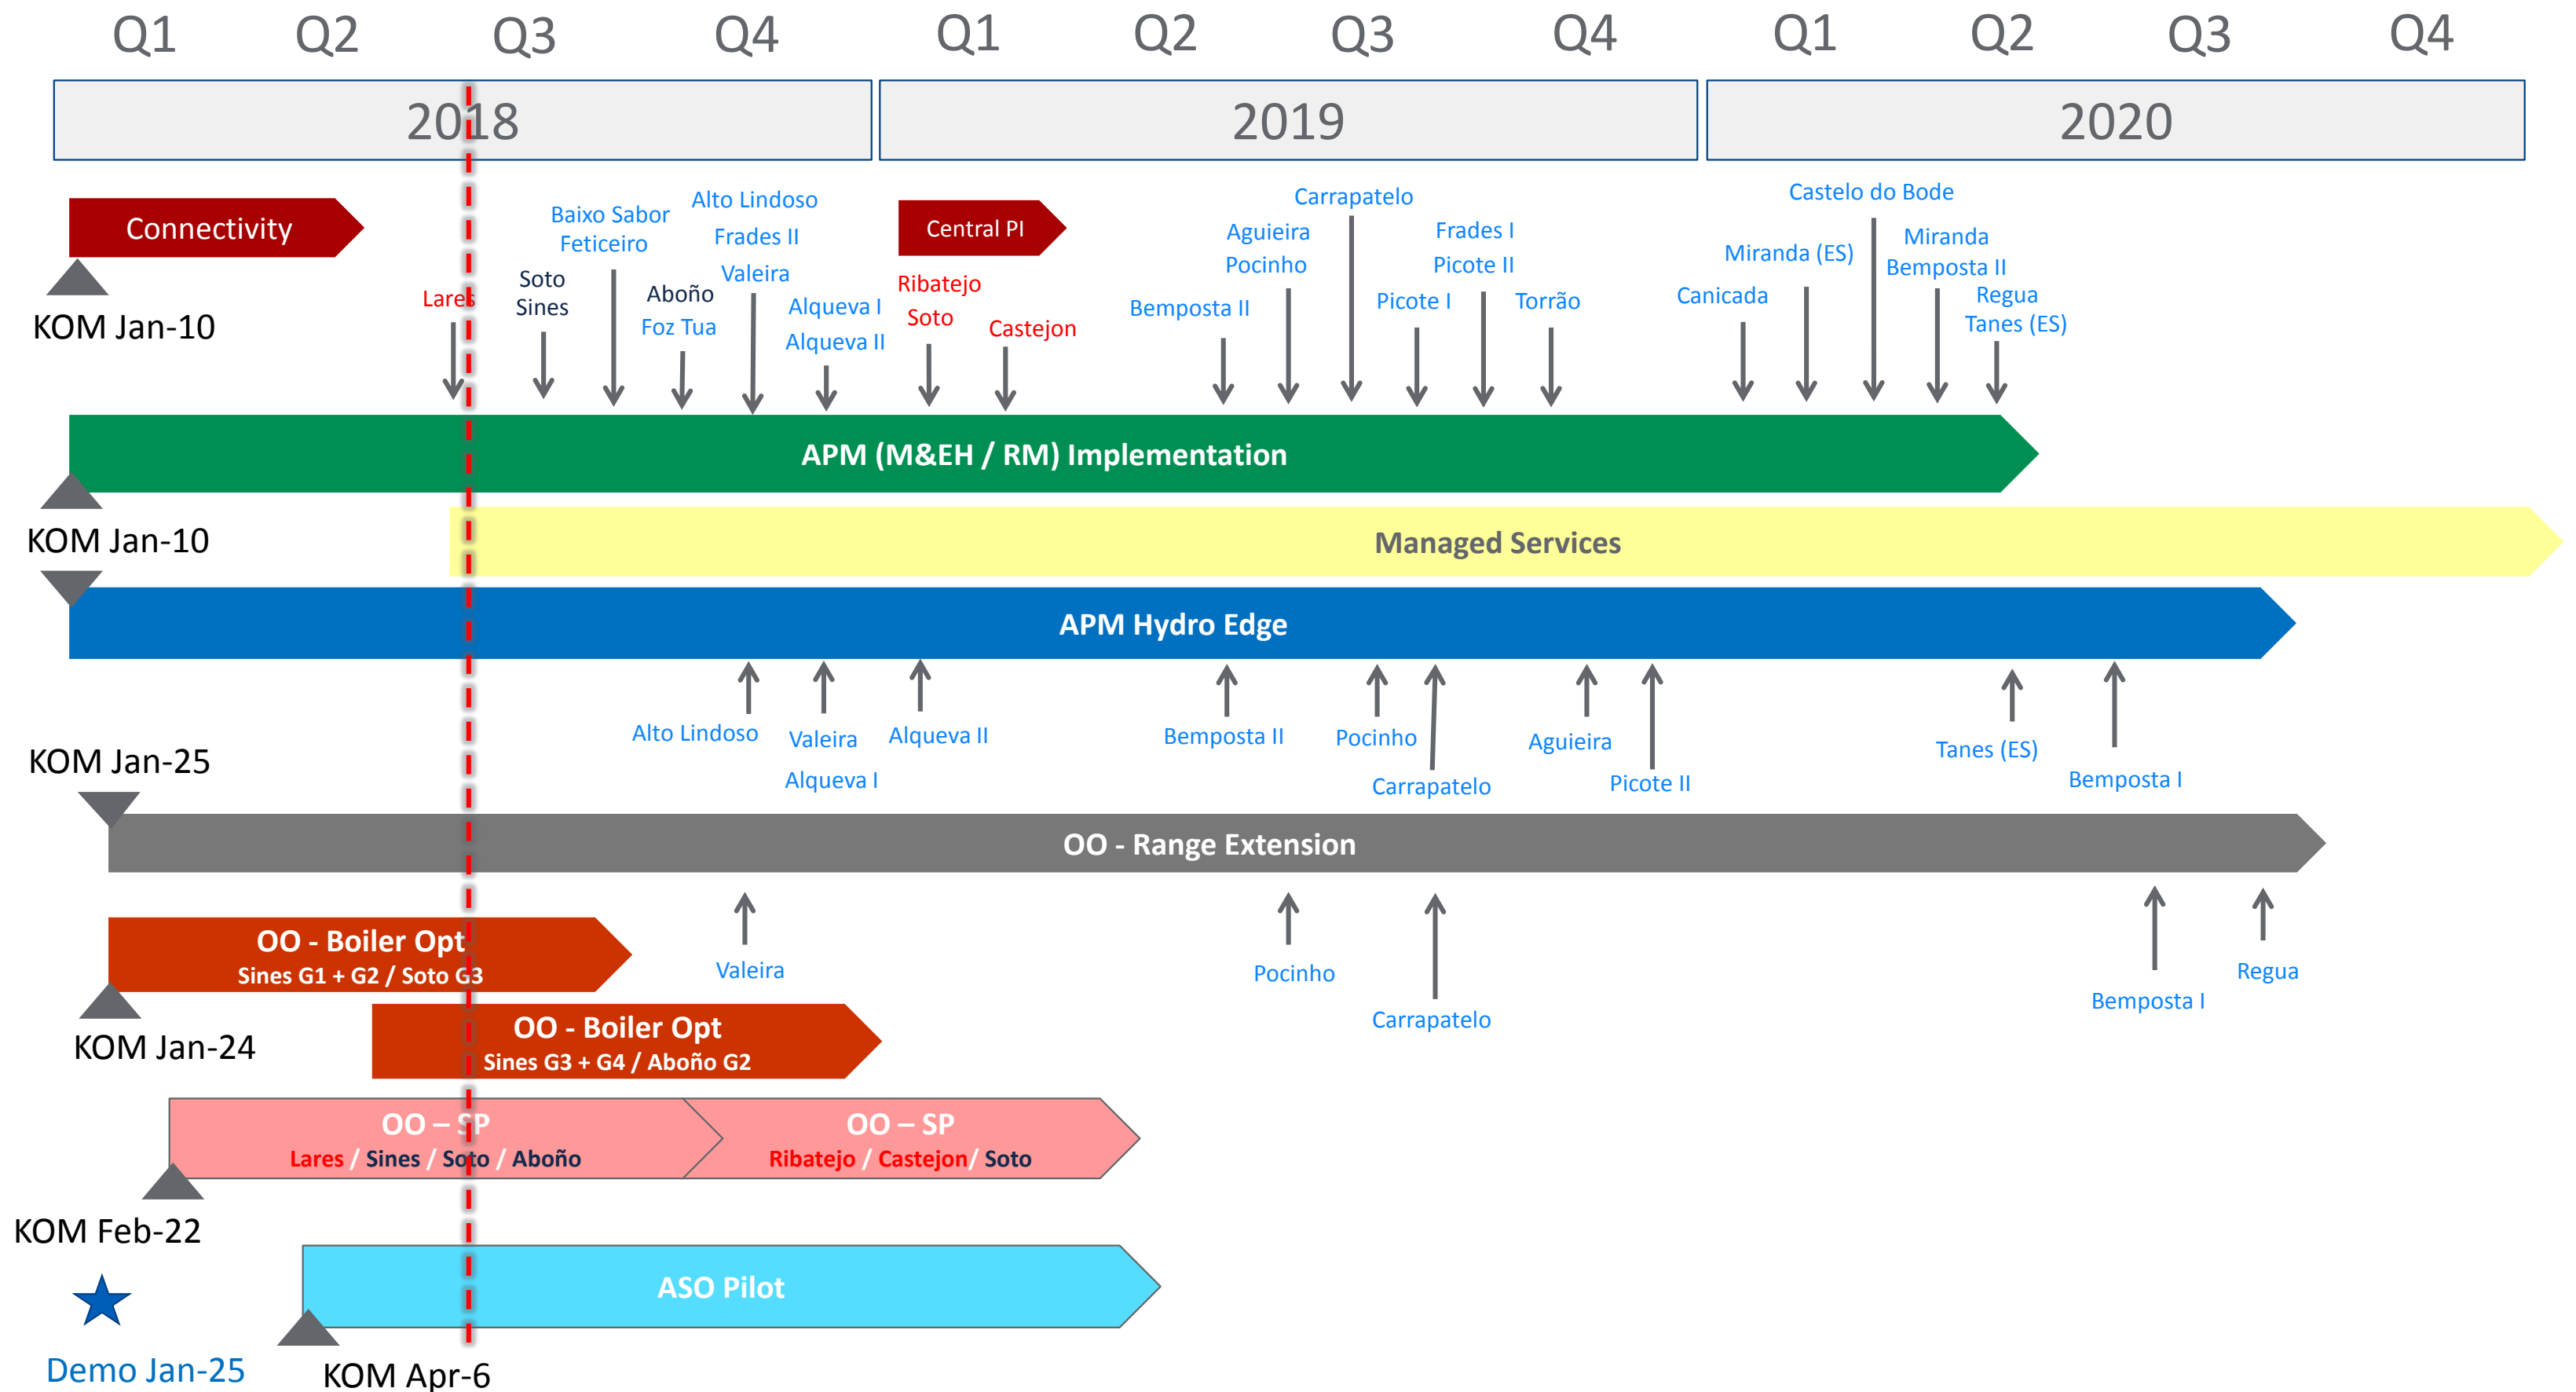 Q1 Q2 Q3 Q4 Q1 Q2 Q3 Q4 Q1 Q2 Q3 Q4
2018 2019 2020
Connectivity
KOM Jan-10
Lares
Soto
Sines
Baixo Sabor
Feticeiro
Aboño
Foz Tua
Alto Lindoso
Frades II
Valeira
Alqueva I
Alqueva II
Central PI
Ribatejo
Soto
Castejon
Bemposta II
Aguieira
Pocinho
Carrapatelo
Picote I
Frades I
Picote II
Torrão
Canicada
Miranda (ES)
Castelo do Bode
Miranda
Bemposta II
Regua
Tanes (ES)
APM (M&EH / RM) Implementation
KOM Jan-10
Managed Services
APM Hydro Edge
Alto Lindoso
Valeira
Alqueva I
Alqueva II
Bemposta II
Pocinho
Carrapatelo
Aguieira
Picote II
Tanes (ES)
Bemposta I
KOM Jan-25
OO - Range Extension
Valeira
Pocinho
Carrapatelo
Bemposta I
Regua
OO - Boiler Opt
Sines G1 + G2 / Soto G3
KOM Jan-24
OO - Boiler Opt
Sines G3 + G4 / Aboño G2
OO – SP
Lares / Sines / Soto / Aboño
OO – SP
Ribatejo / Castejon/ Soto
KOM Feb-22
ASO Pilot
Demo Jan-25
KOM Apr-6